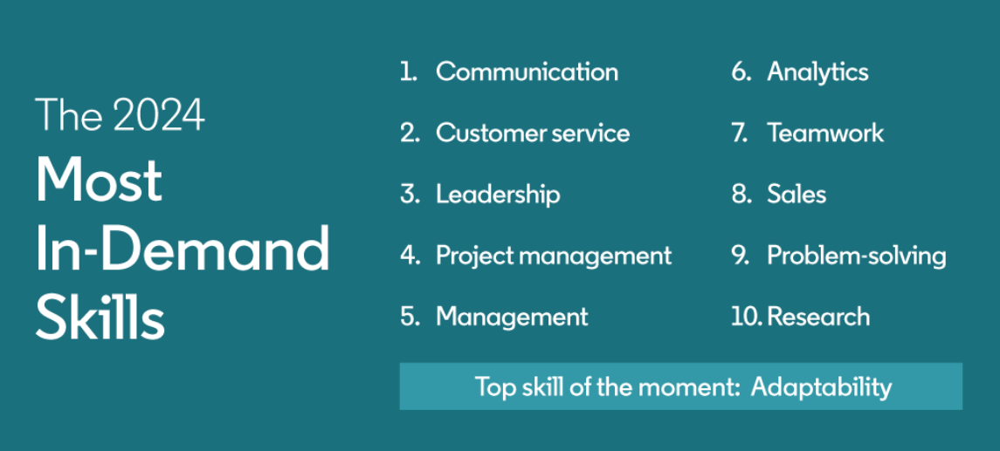 The 2024
Most
In-Demand
Skills
1. Communication
2. Customer service
3. Leadership
4. Project management
5. Management
6. Analytics
7. Teamwork
8. Sales
9. Problem-solving
10. Research
Top skill of the moment: Adaptability